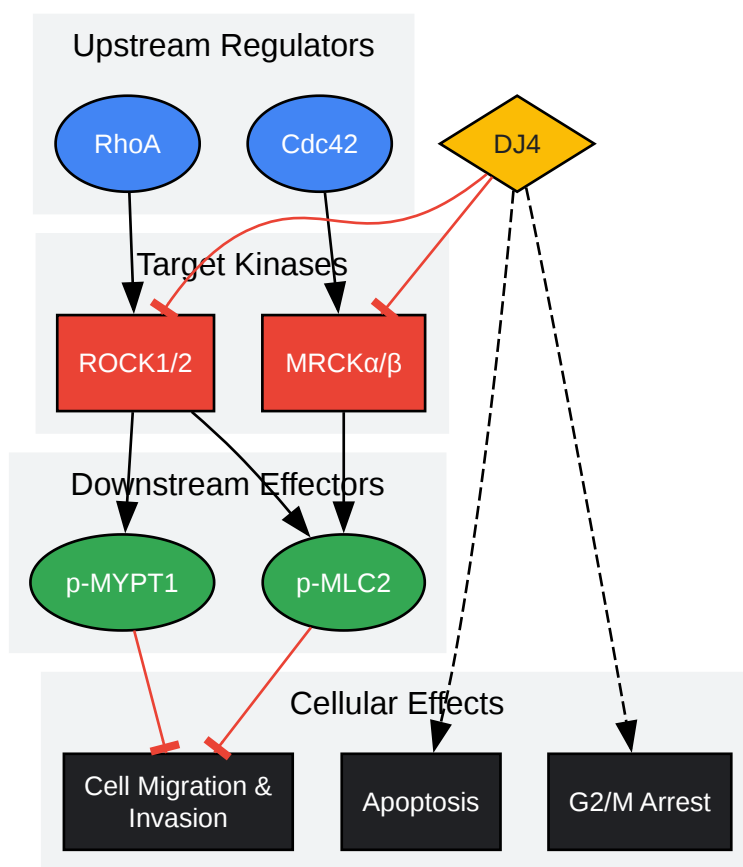 Upstream Regulators
RhoA
Cdc42
DJ4
Target Kinases
ROCK1/2
MRCKα/β
Downstream Effectors
p-MYPT1
p-MLC2
Cellular Effects
Cell Migration &
Invasion
Apoptosis
G2/M Arrest